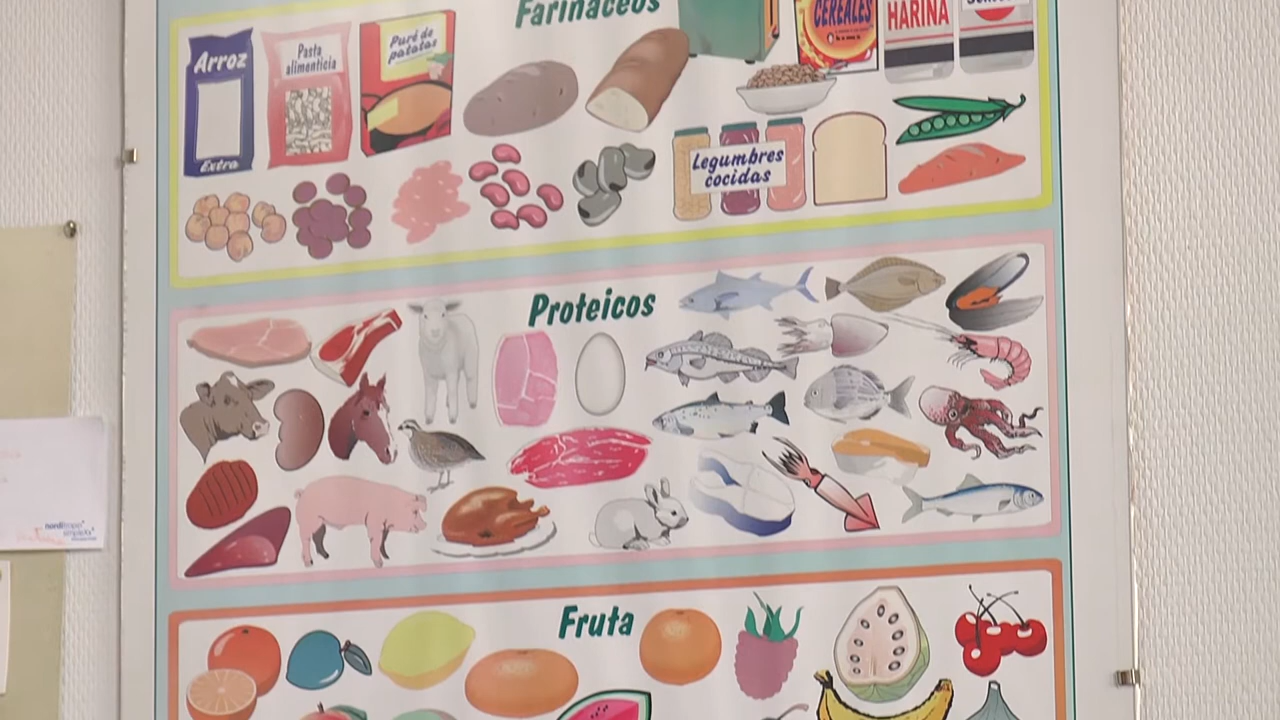 Farináceos
Arroz
Extra
Pasta
alimenticia
Puré de
patatas
CEREALES
HARINA
Legumbres
cocidas
Proteicos
Fruta